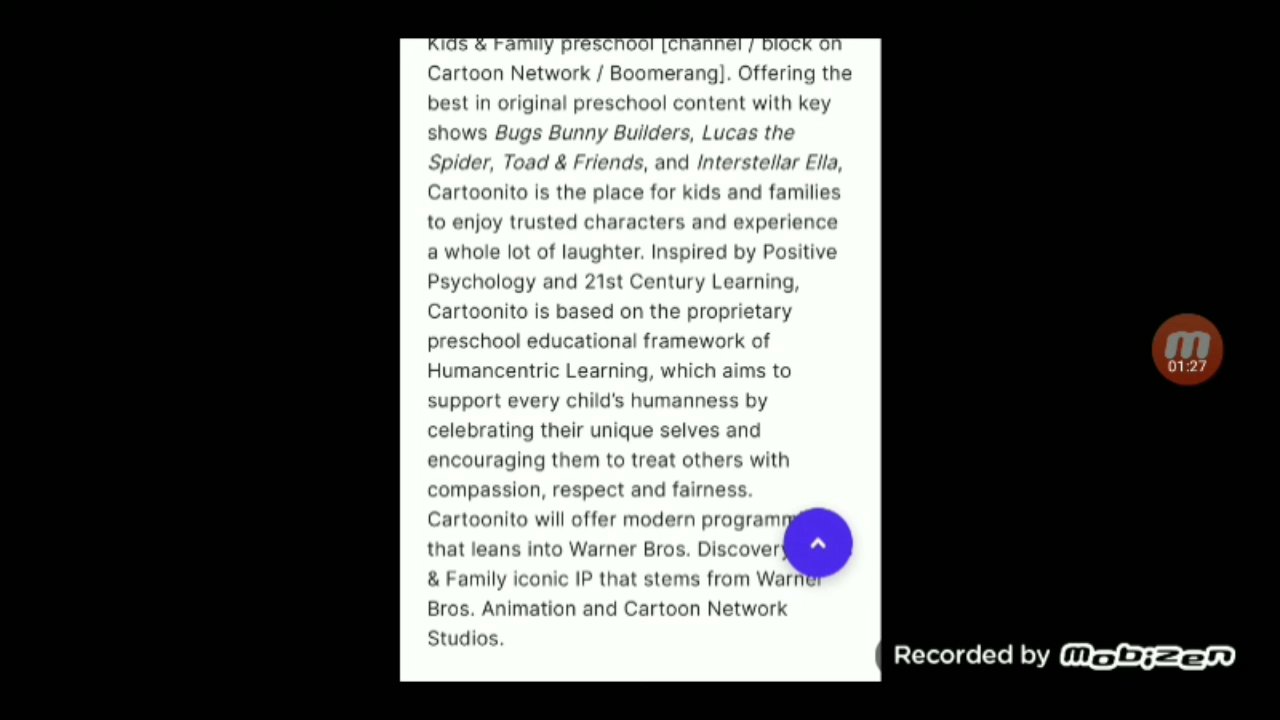 Kids & Family preschool [channel / block on
Cartoon Network / Boomerang]. Offering the
best in original preschool content with key
shows Bugs Bunny Builders, Lucas the
Spider, Toad & Friends, and Interstellar Ella,
Cartoonito is the place for kids and families
to enjoy trusted characters and experience
a whole lot of laughter. Inspired by Positive
Psychology and 21st Century Learning,
Cartoonito is based on the proprietary
preschool educational framework of
Humancentric Learning, which aims to
support every child's humanness by
celebrating their unique selves and
encouraging them to treat others with
compassion, respect and fairness.
Cartoonito will offer modern
that leans into Warner Bros. Discovery
& Family iconic IP that stems from Warner
Bros. Animation and Cartoon Network
Studios.
01:27
Recorded by Mobizen